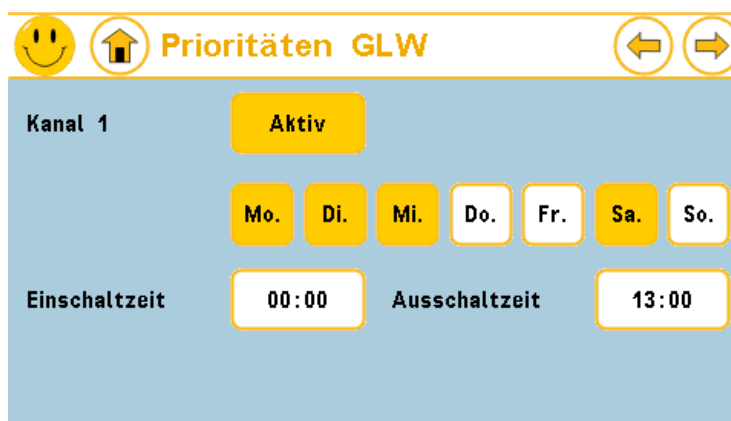 Prioritäten GLW
Kanal 1 Aktiv
Mo. Di. Mi. Do. Fr. Sa. So.
Einschaltzeit 00:00 Ausschaltzeit 13:00